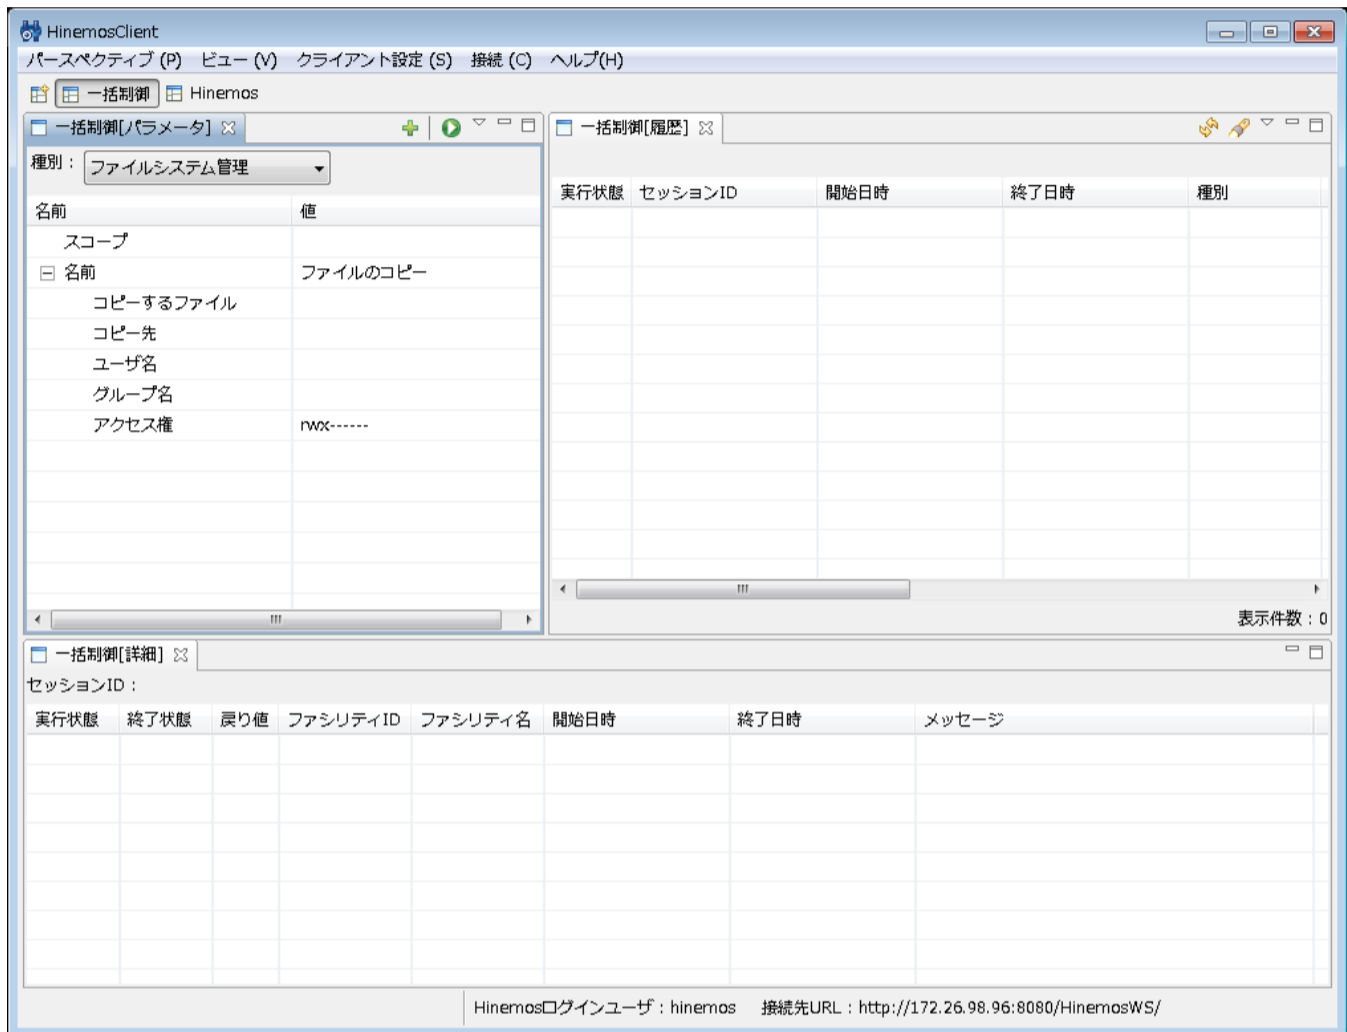 HinemosClient
パースペクティブ (P) ビュー (V) クライアント設定 (S) 接続 (C) ヘルプ(H)
一括制御 Hinemos
一括制御[パラメータ]
種別： ファイルシステム管理
名前 値
スコープ
名前 ファイルのコピー
コピーするファイル
コピー先
ユーザ名
グループ名
アクセス権 rwx------
一括制御[履歴]
実行状態 セッションID 開始日時 終了日時 種別
表示件数：0
一括制御[詳細]
セッションID：
実行状態 終了状態 戻り値 ファシリティID ファシリティ名 開始日時 終了日時 メッセージ
Hinemosログインユーザ：hinemos 接続先URL：http://172.26.98.96:8080/HinemosWS/